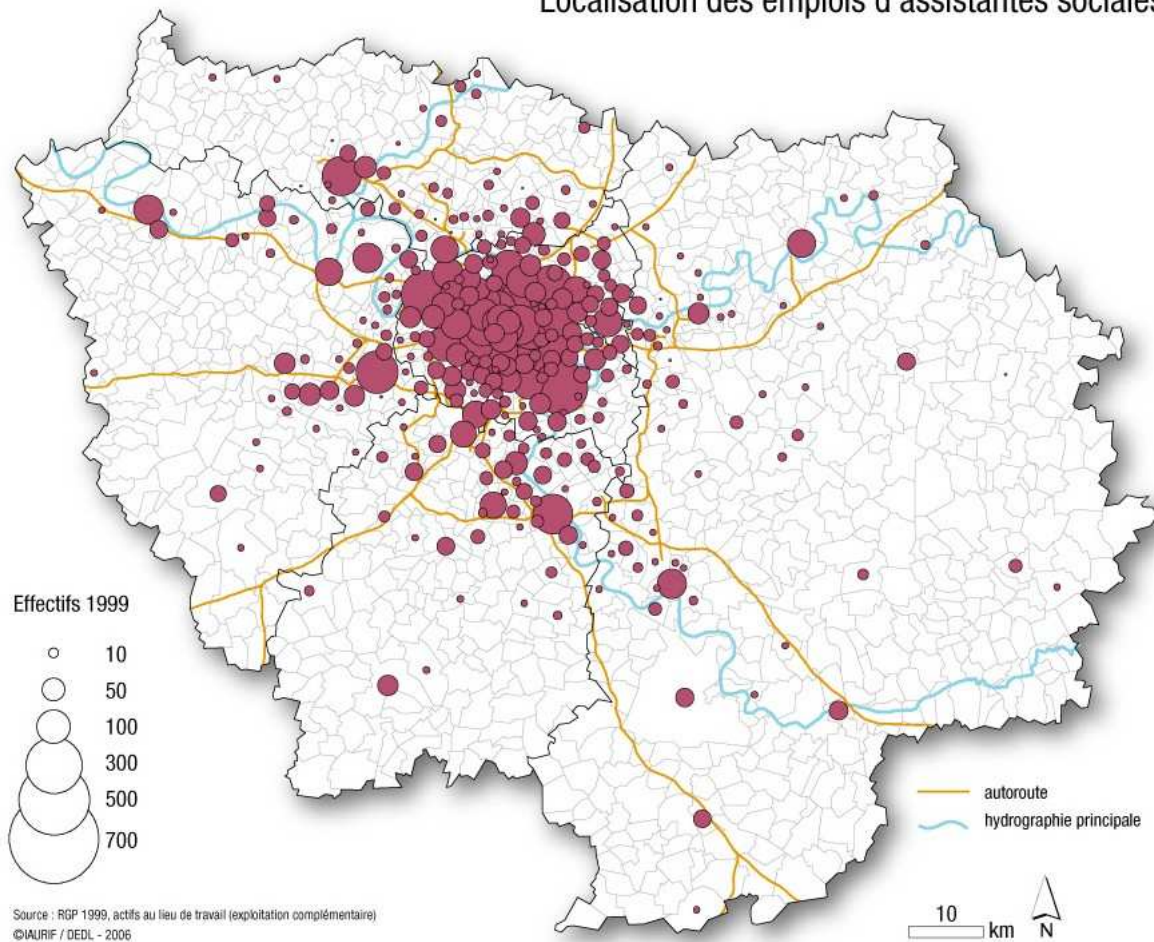 Localisation des emplois d'assistantes sociales
Effectifs 1999
10
50
100
300
500
700
autoroute
hydrographie principale
10 km
N
Source : RGP 1999, actifs au lieu de travail (exploitation complémentaire)
©IAURIF / DEDL - 2006